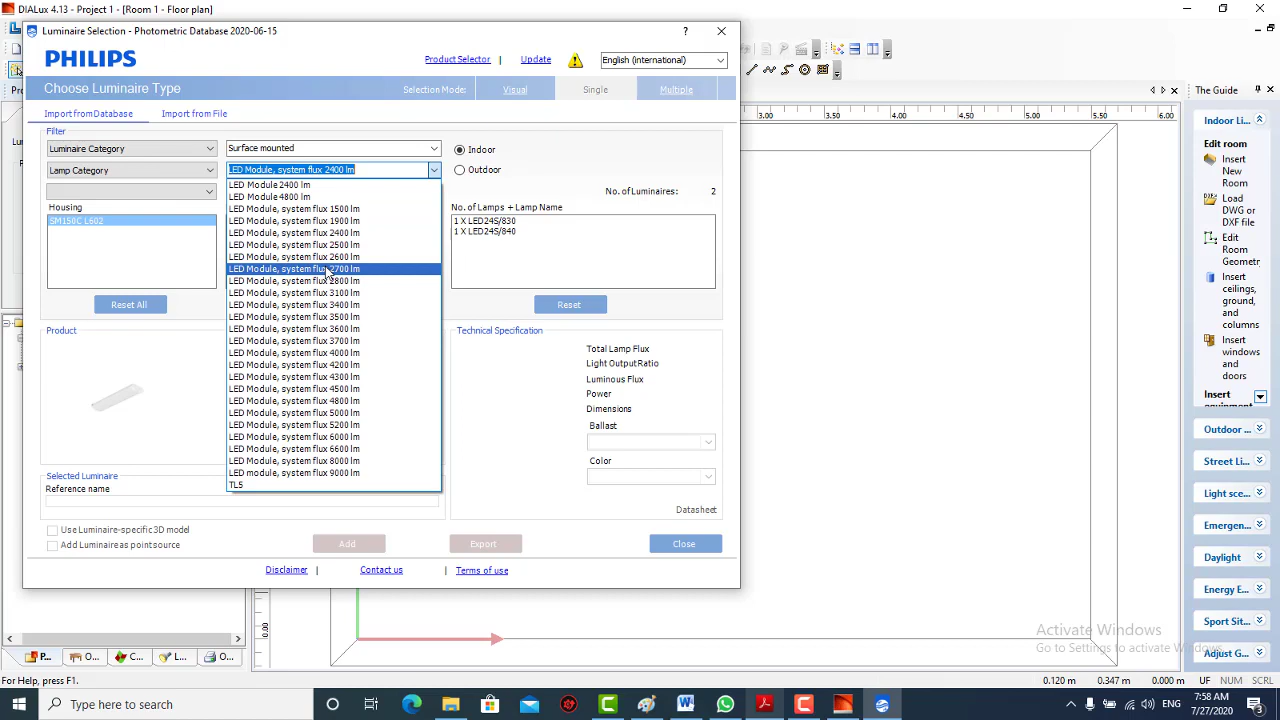 DIALux 4.13 - Project 1 - [Room 1 - Floor plan]
Luminaire Selection - Photometric Database 2020-06-15
?
PHILIPS
Product Selector | Update
English (international)
Choose Luminaire Type
Selection Mode: Visual Single Multiple
Import from Database Import from File
Filter
Luminaire Category
Surface mounted
Indoor
Lamp Category
LED Module, system flux 2400 lm
Outdoor
No. of Luminaires: 2
Housing
SM150C L602
No. of Lamps + Lamp Name
1 X LED24S/830
1 X LED24S/840
LED Module 2400 lm
LED Module 4800 lm
LED Module, system flux 1500 lm
LED Module, system flux 1900 lm
LED Module, system flux 2400 lm
LED Module, system flux 2500 lm
LED Module, system flux 2600 lm
LED Module, system flux 2700 lm
LED Module, system flux 2800 lm
LED Module, system flux 3100 lm
LED Module, system flux 3400 lm
LED Module, system flux 3500 lm
LED Module, system flux 3600 lm
LED Module, system flux 3700 lm
LED Module, system flux 4000 lm
LED Module, system flux 4200 lm
LED Module, system flux 4300 lm
LED Module, system flux 4500 lm
LED Module, system flux 4800 lm
LED Module, system flux 5000 lm
LED Module, system flux 5200 lm
LED Module, system flux 6000 lm
LED Module, system flux 6600 lm
LED Module, system flux 8000 lm
LED module, system flux 9000 lm
TL5
Reset All
Reset
Product
Technical Specification
Total Lamp Flux
Light Output Ratio
Luminous Flux
Power
Dimensions
Ballast
Color
Selected Luminaire
Reference name
Datasheet
Use Luminaire-specific 3D model
Add Luminaire as point source
Add
Export
Close
Disclaimer | Contact us | Terms of use
3.00 3.50 4.00 4.50 5.00 5.50 6.00
0.00
The Guide
Indoor Li...
Edit room
Insert
New
Room
Load
DWG or
DXF file
Edit
Room
Geometry
Insert
ceilings,
ground,
and
columns
Insert
windows
and
doors
Insert
Outdoor ...
Street Li...
Light sce...
Emergen...
Daylight
Energy E...
Sport Sit...
Adjust G...
Activate Windows
Go to Settings to activate Windows.
P... O... C... L... O...
For Help, press F1.
0.120 m 0.347 m 0.000 m UF NUM SCRL
Type here to search
ENG
7:58 AM
7/27/2020